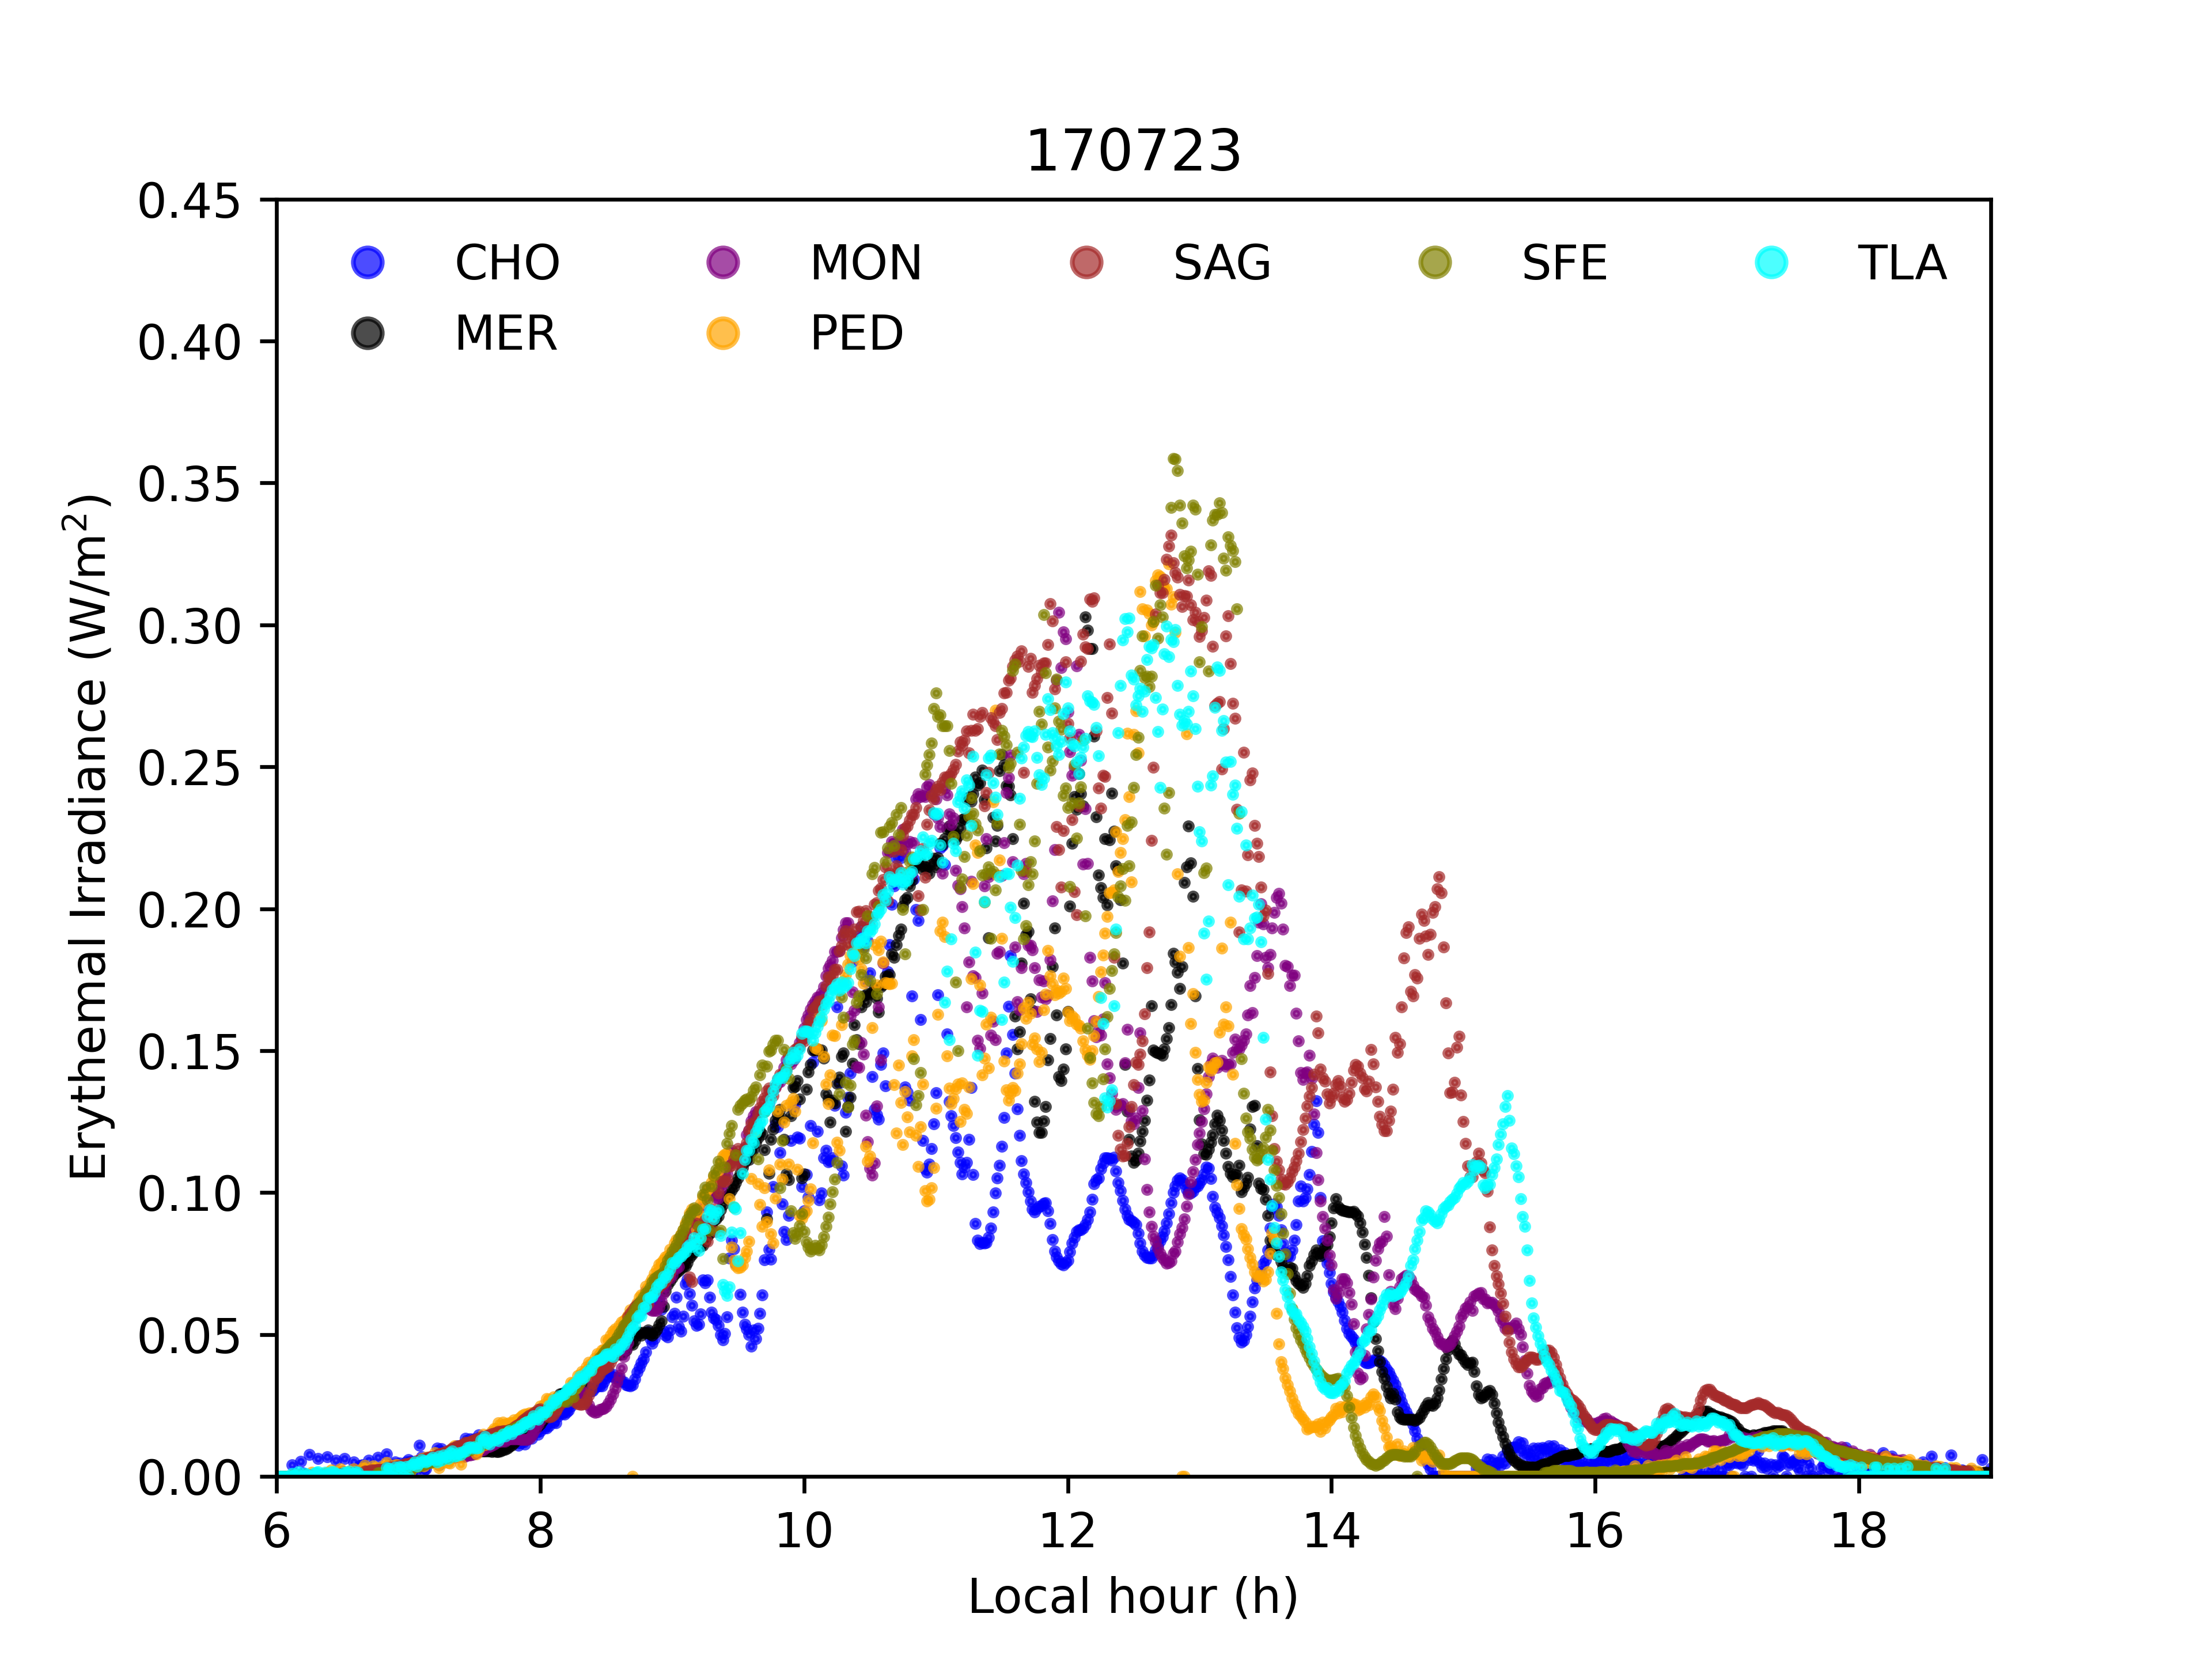 170723
0.45
0.40
0.35
0.30
0.25
0.20
0.15
0.10
0.05
0.00
Erythemal Irradiance (W/m²)
CHO MON SAG SFE TLA
MER PED
6 8 10 12 14 16 18
Local hour (h)